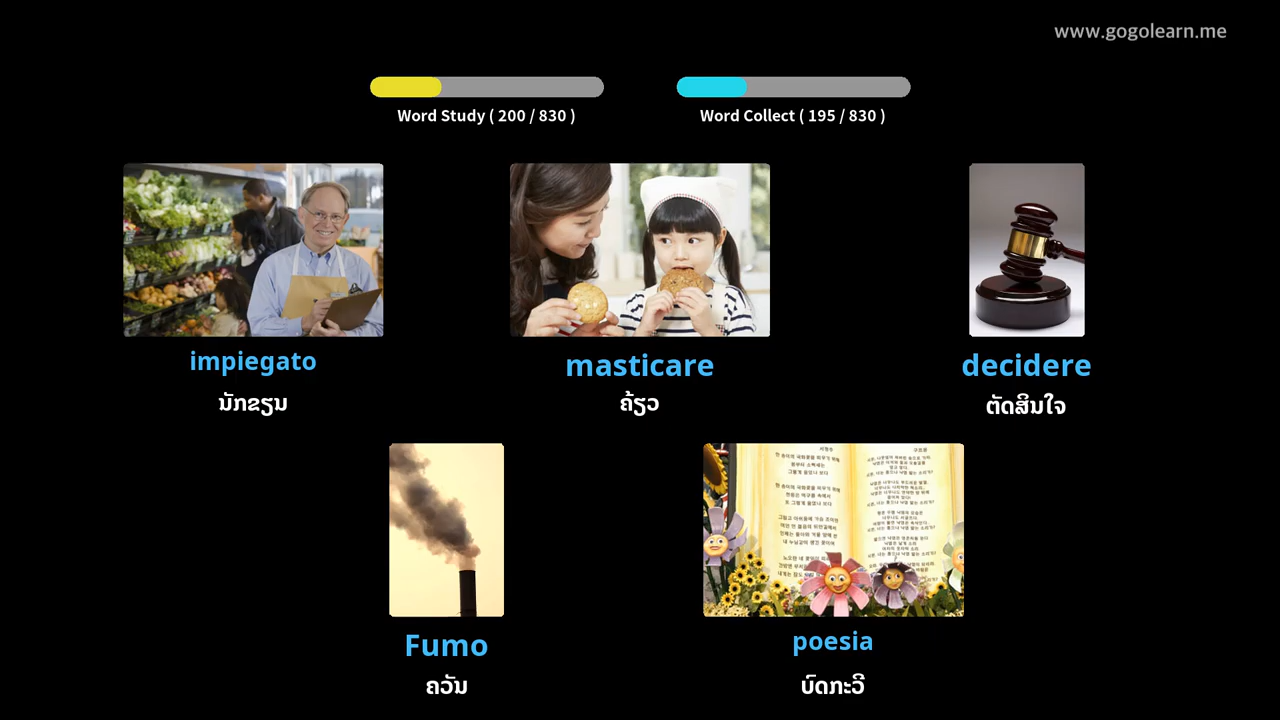 www.gogolearn.me
Word Study ( 200 / 830 )
Word Collect ( 195 / 830 )
impiegato
ນັກຂຽນ
masticare
ຄ້ຽວ
decidere
ຕັດສິນໃຈ
Fumo
ຄວັນ
poesia
ບົດກະວີ